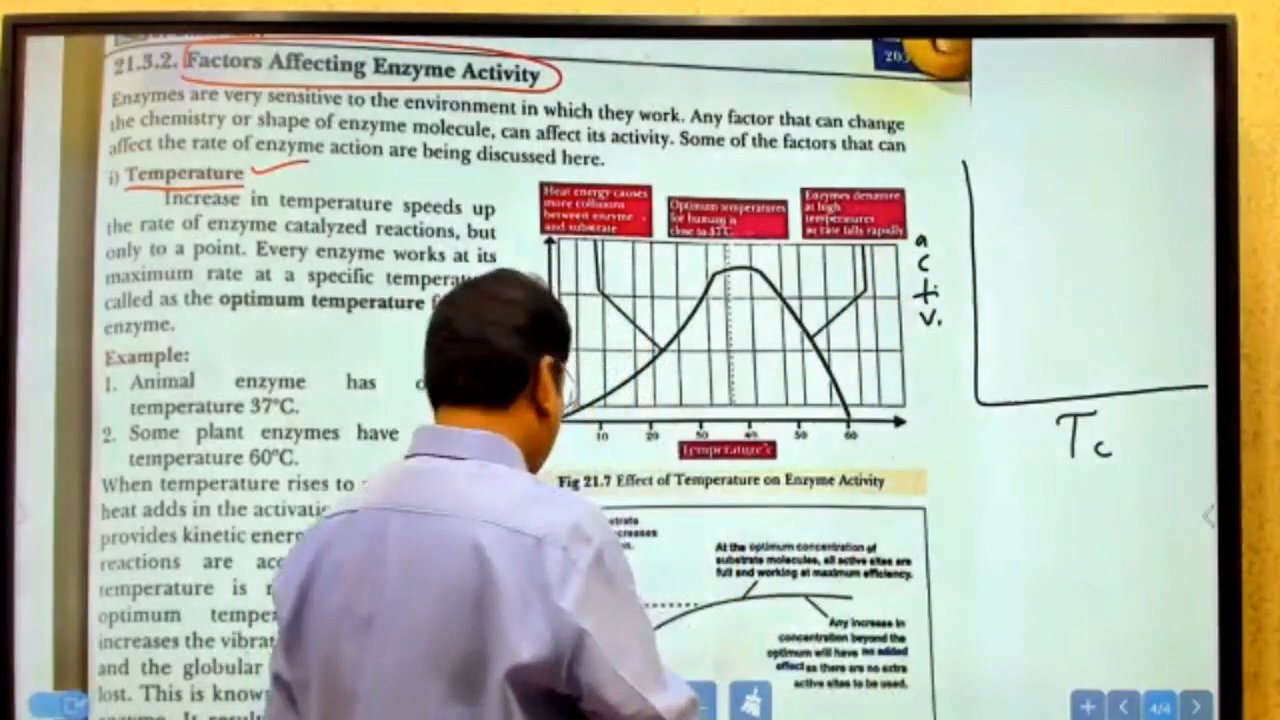 21.3.2. Factors Affecting Enzyme Activity
Enzymes are very sensitive to the environment in which they work. Any factor that can change
the chemistry or shape of enzyme molecule, can affect its activity. Some of the factors that can
affect the rate of enzyme action are being discussed here.
i) Temperature
Increase in temperature speeds up
the rate of enzyme catalyzed reactions, but
only to a point. Every enzyme works at its
maximum rate at a specific
called as the optimum temperature
enzyme.
Example:
1. Animal enzyme has
temperature 37°C.
2. Some plant enzymes have
temperature 60°C.
When temperature rises to
heat adds in the
provides kinetic
reactions are
temperature is
optimum
increases the
and the globular
lost. This is
Heat energy causes
more collisions
between enzyme
and substrate
Optimum temperatures
for human is
close to 37°C
Enzymes denature
at high
temperatures
so rate falls rapidly
10 20 30 40 50 60
Temperature°c
Fig 21.7 Effect of Temperature on Enzyme Activity
At the optimum concentration of
substrate molecules, all active sites are
full and working at maximum efficiency.
Any increase in
concentration beyond the
optimum will have no added
effect as there are no extra
active sites to be used.
a
c
ti
v.
Tc
4/4